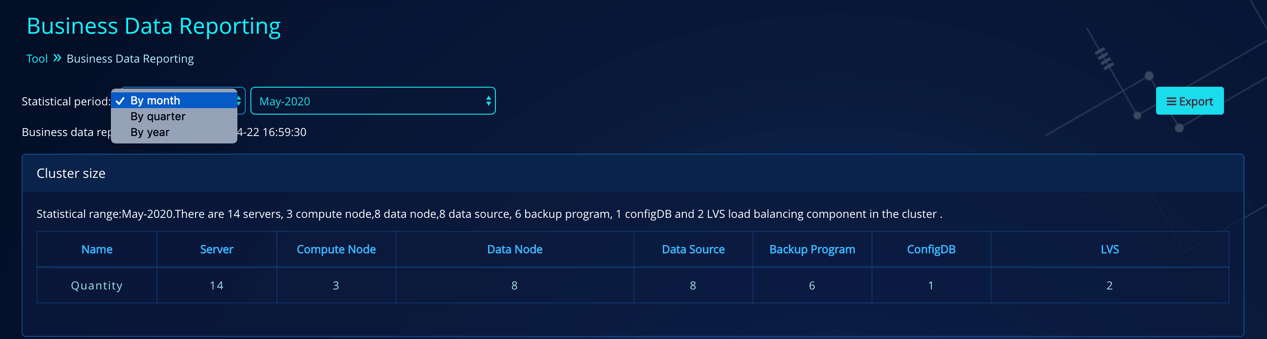 Business Data Reporting
Tool » Business Data Reporting
Statistical period: ✓ By month May-2020 Export
By quarter
By year
Business data 4-22 16:59:30
Cluster size
Statistical range:May-2020.There are 14 servers, 3 compute node,8 data node,8 data source, 6 backup program, 1 configDB and 2 LVS load balancing component in the cluster .
Name Server Compute Node Data Node Data Source Backup Program ConfigDB LVS
Quantity 14 3 8 8 6 1 2